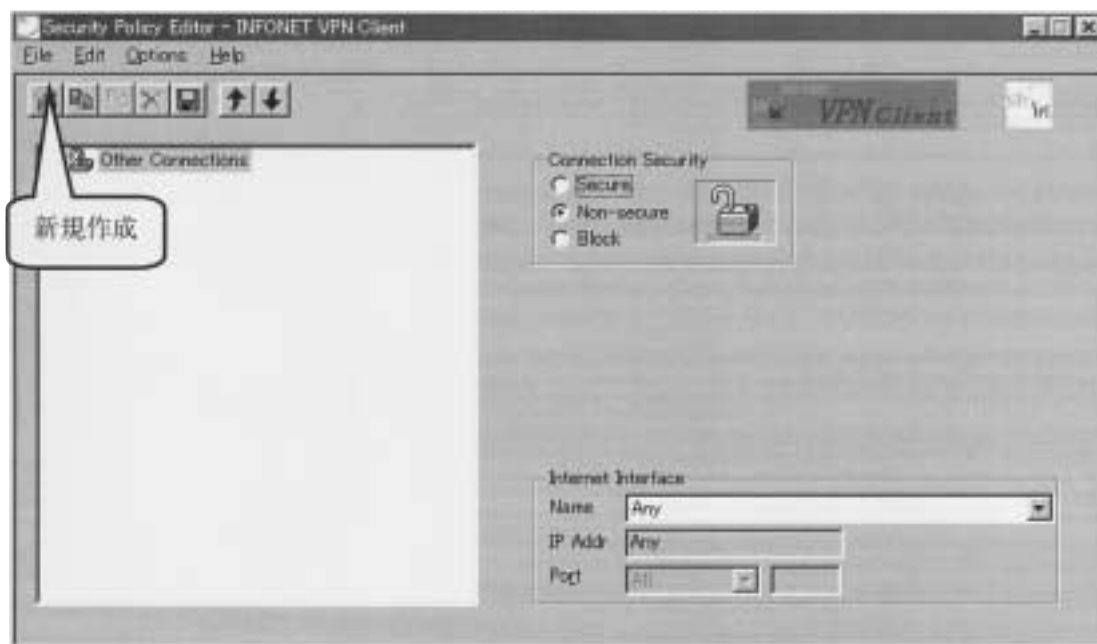 Security Policy Editor - INFONET VPN Client
File Edit Options Help
VPN Client
Other Connections
新規作成
Connection Security
Secure
Non-secure
Block
Internet Interface
Name Any
IP Addr Any
Port All